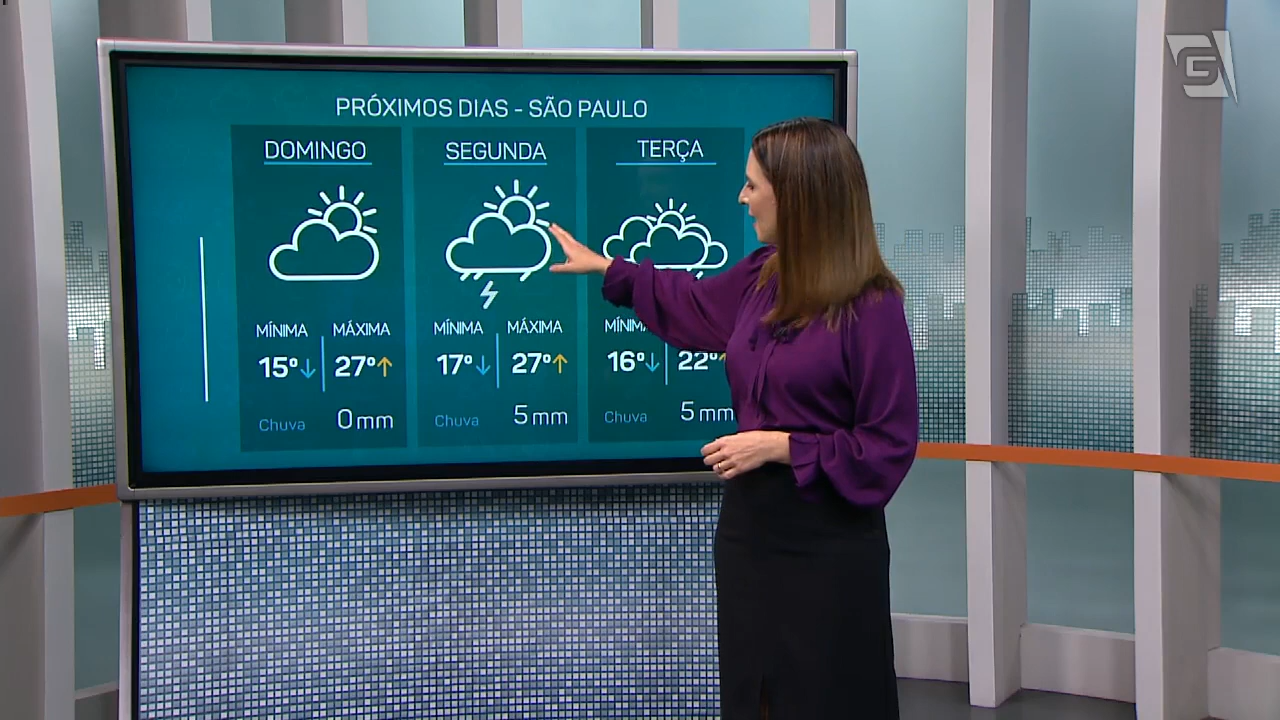 PRÓXIMOS DIAS - SÃO PAULO
DOMINGO
MÍNIMA
MÁXIMA
15º
27º
Chuva
0mm
SEGUNDA
MÍNIMA
MÁXIMA
17º
27º
Chuva
5mm
TERÇA
16º
22º
Chuva
5mm
G